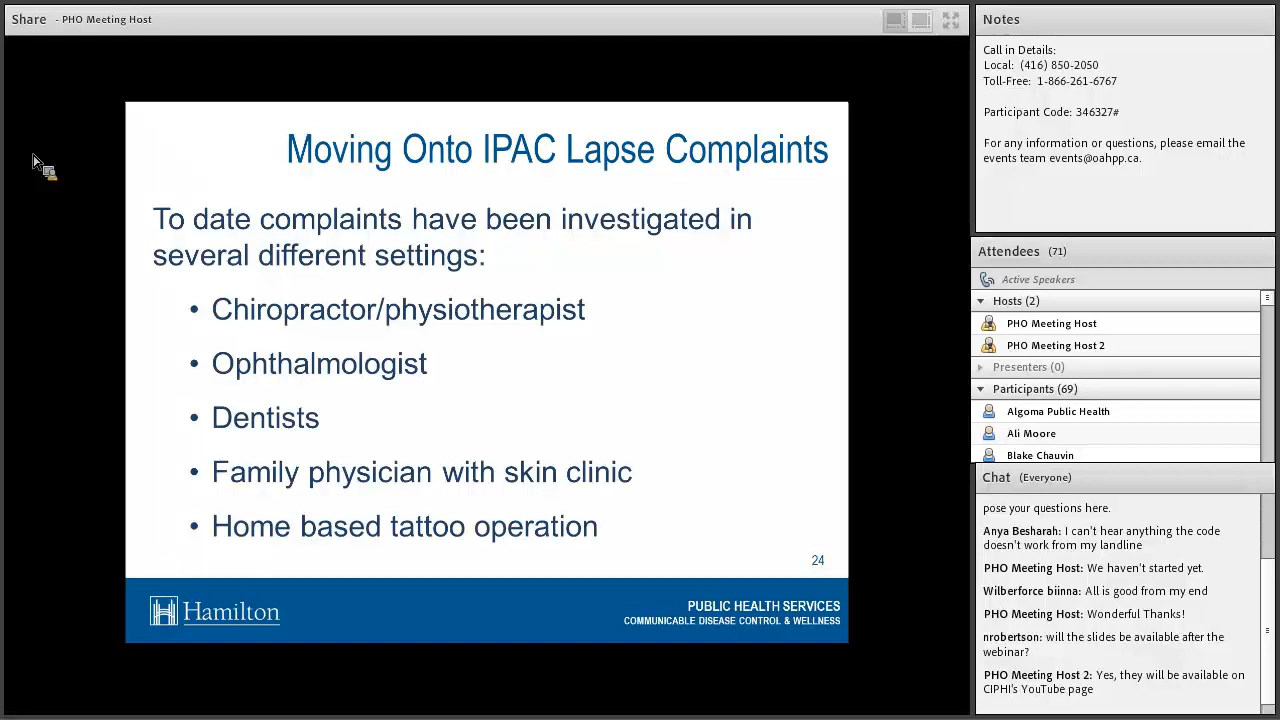 Share - PHO Meeting Host
Moving Onto IPAC Lapse Complaints
To date complaints have been investigated in
several different settings:
• Chiropractor/physiotherapist
• Ophthalmologist
• Dentists
• Family physician with skin clinic
• Home based tattoo operation
24
Hamilton
PUBLIC HEALTH SERVICES
COMMUNICABLE DISEASE CONTROL & WELLNESS
Notes
Call in Details:
Local: (416) 850-2050
Toll-Free: 1-866-261-6767
Participant Code: 346327#
For any information or questions, please email the
events team events@oahpp.ca.
Attendees (71)
Active Speakers
Hosts (2)
PHO Meeting Host
PHO Meeting Host 2
Presenters (0)
Participants (69)
Algoma Public Health
Ali Moore
Blake Chauvin
Chat (Everyone)
pose your questions here.
Anya Besharah: I can't hear anything the code
doesn't work from my landline
PHO Meeting Host: We haven't started yet.
Wilberforce biinna: All is good from my end
PHO Meeting Host: Wonderful Thanks!
nrobertson: will the slides be available after the
webinar?
PHO Meeting Host 2: Yes, they will be available on
CIPHI's YouTube page